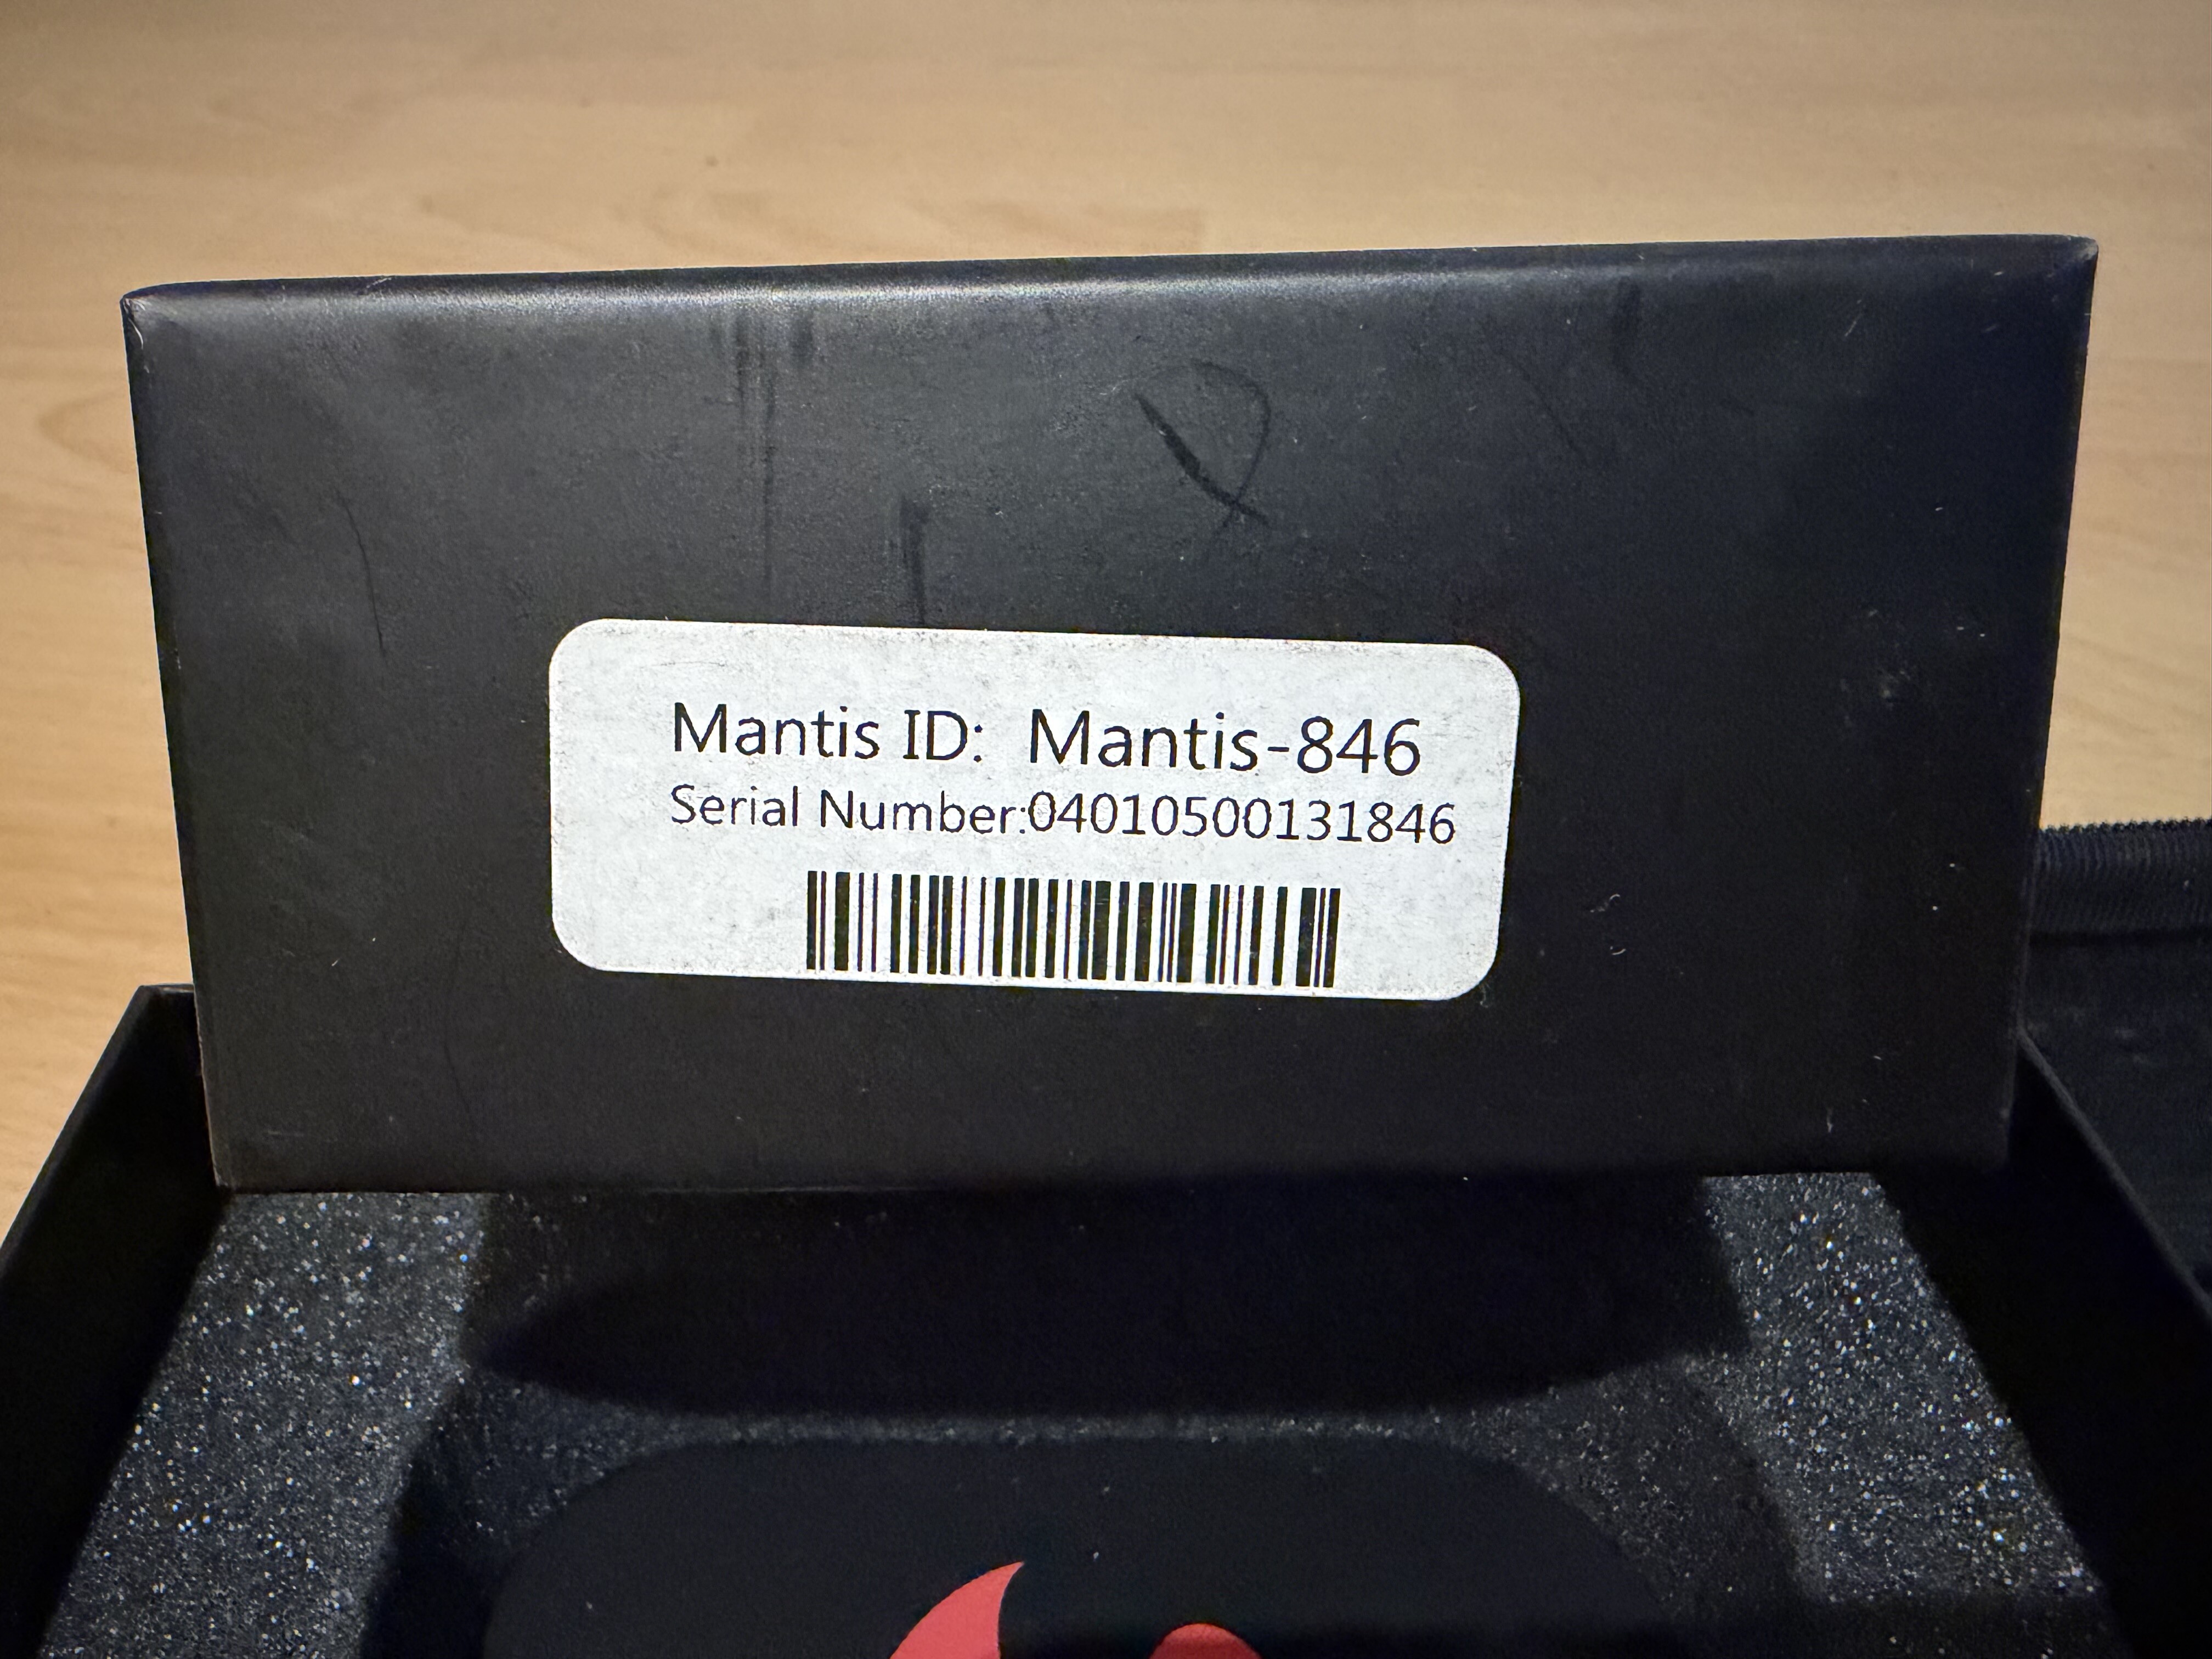 Mantis ID: Mantis-846
Serial Number:04010500131846